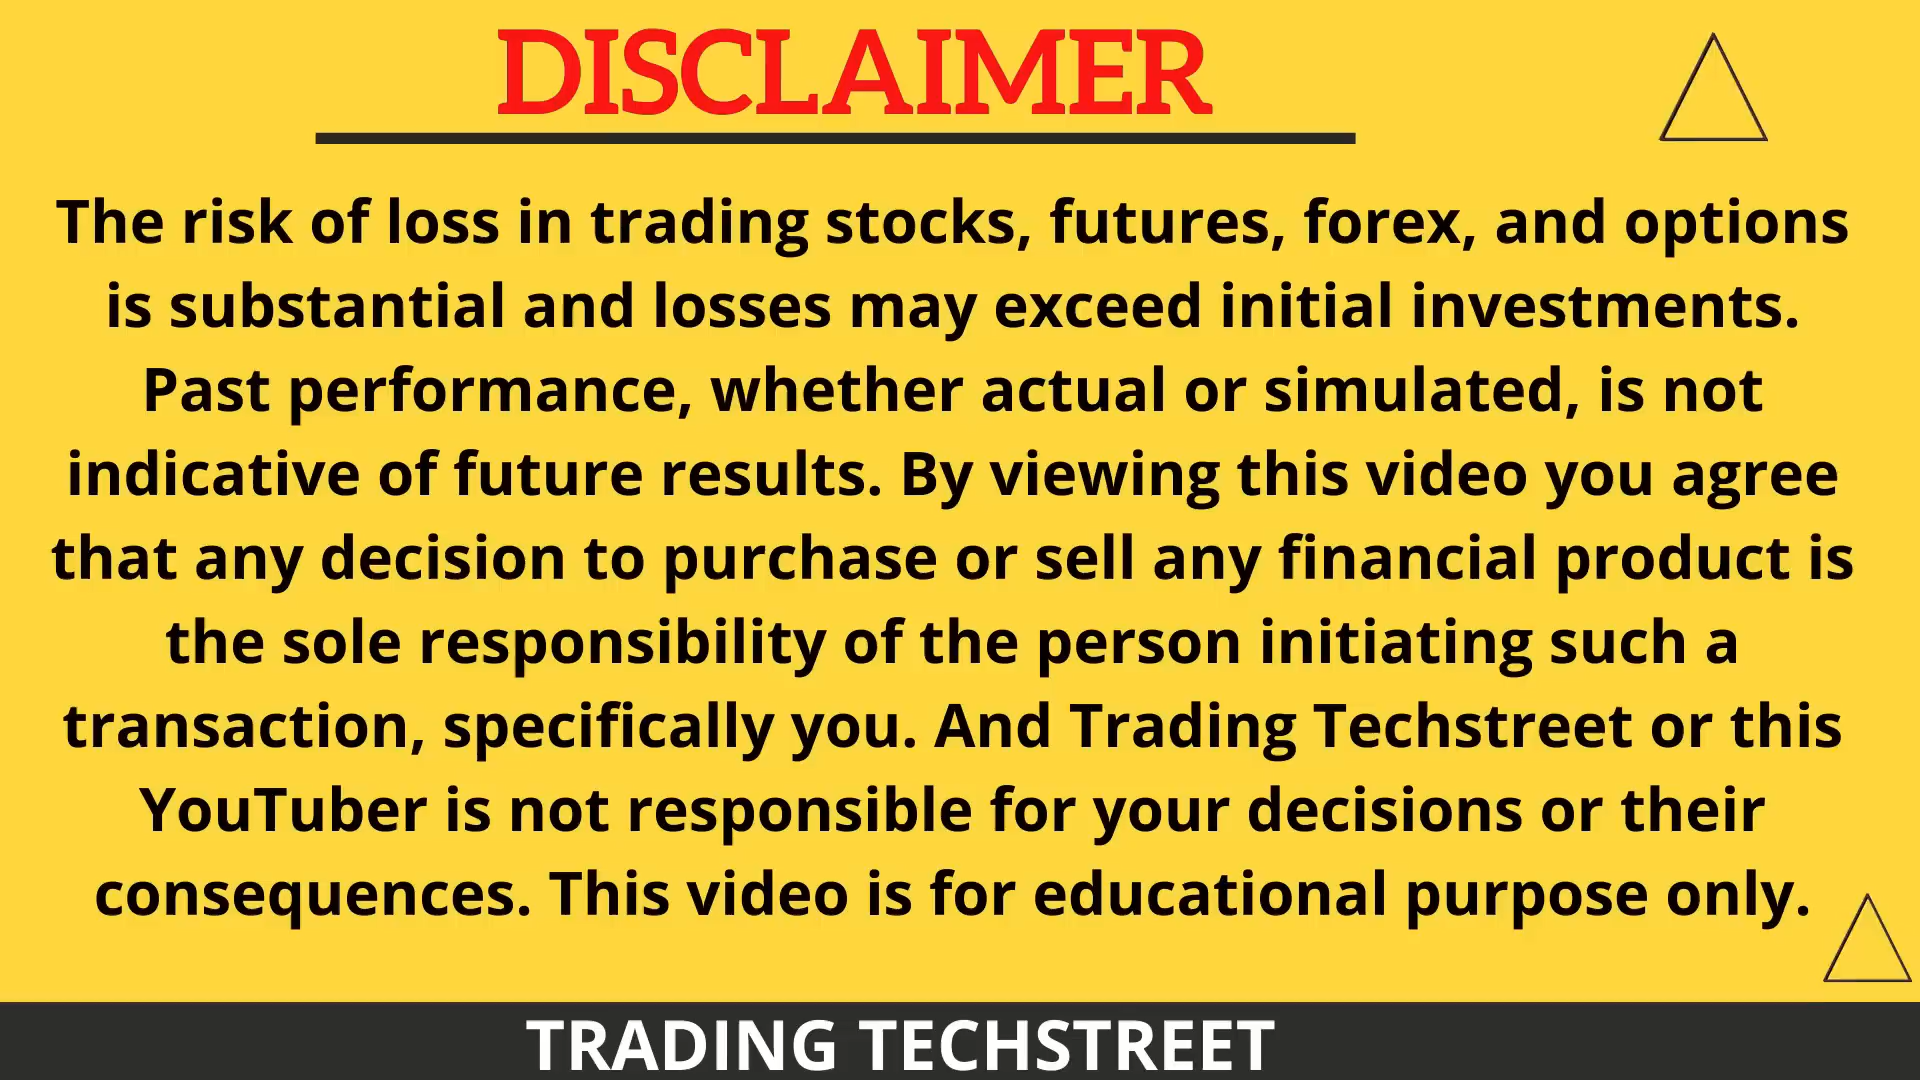 DISCLAIMER
The risk of loss in trading stocks, futures, forex, and options
is substantial and losses may exceed initial investments.
Past performance, whether actual or simulated, is not
indicative of future results. By viewing this video you agree
that any decision to purchase or sell any financial product is
the sole responsibility of the person initiating such a
transaction, specifically you. And Trading Techstreet or this
YouTuber is not responsible for your decisions or their
consequences. This video is for educational purpose only.
TRADING TECHSTREET